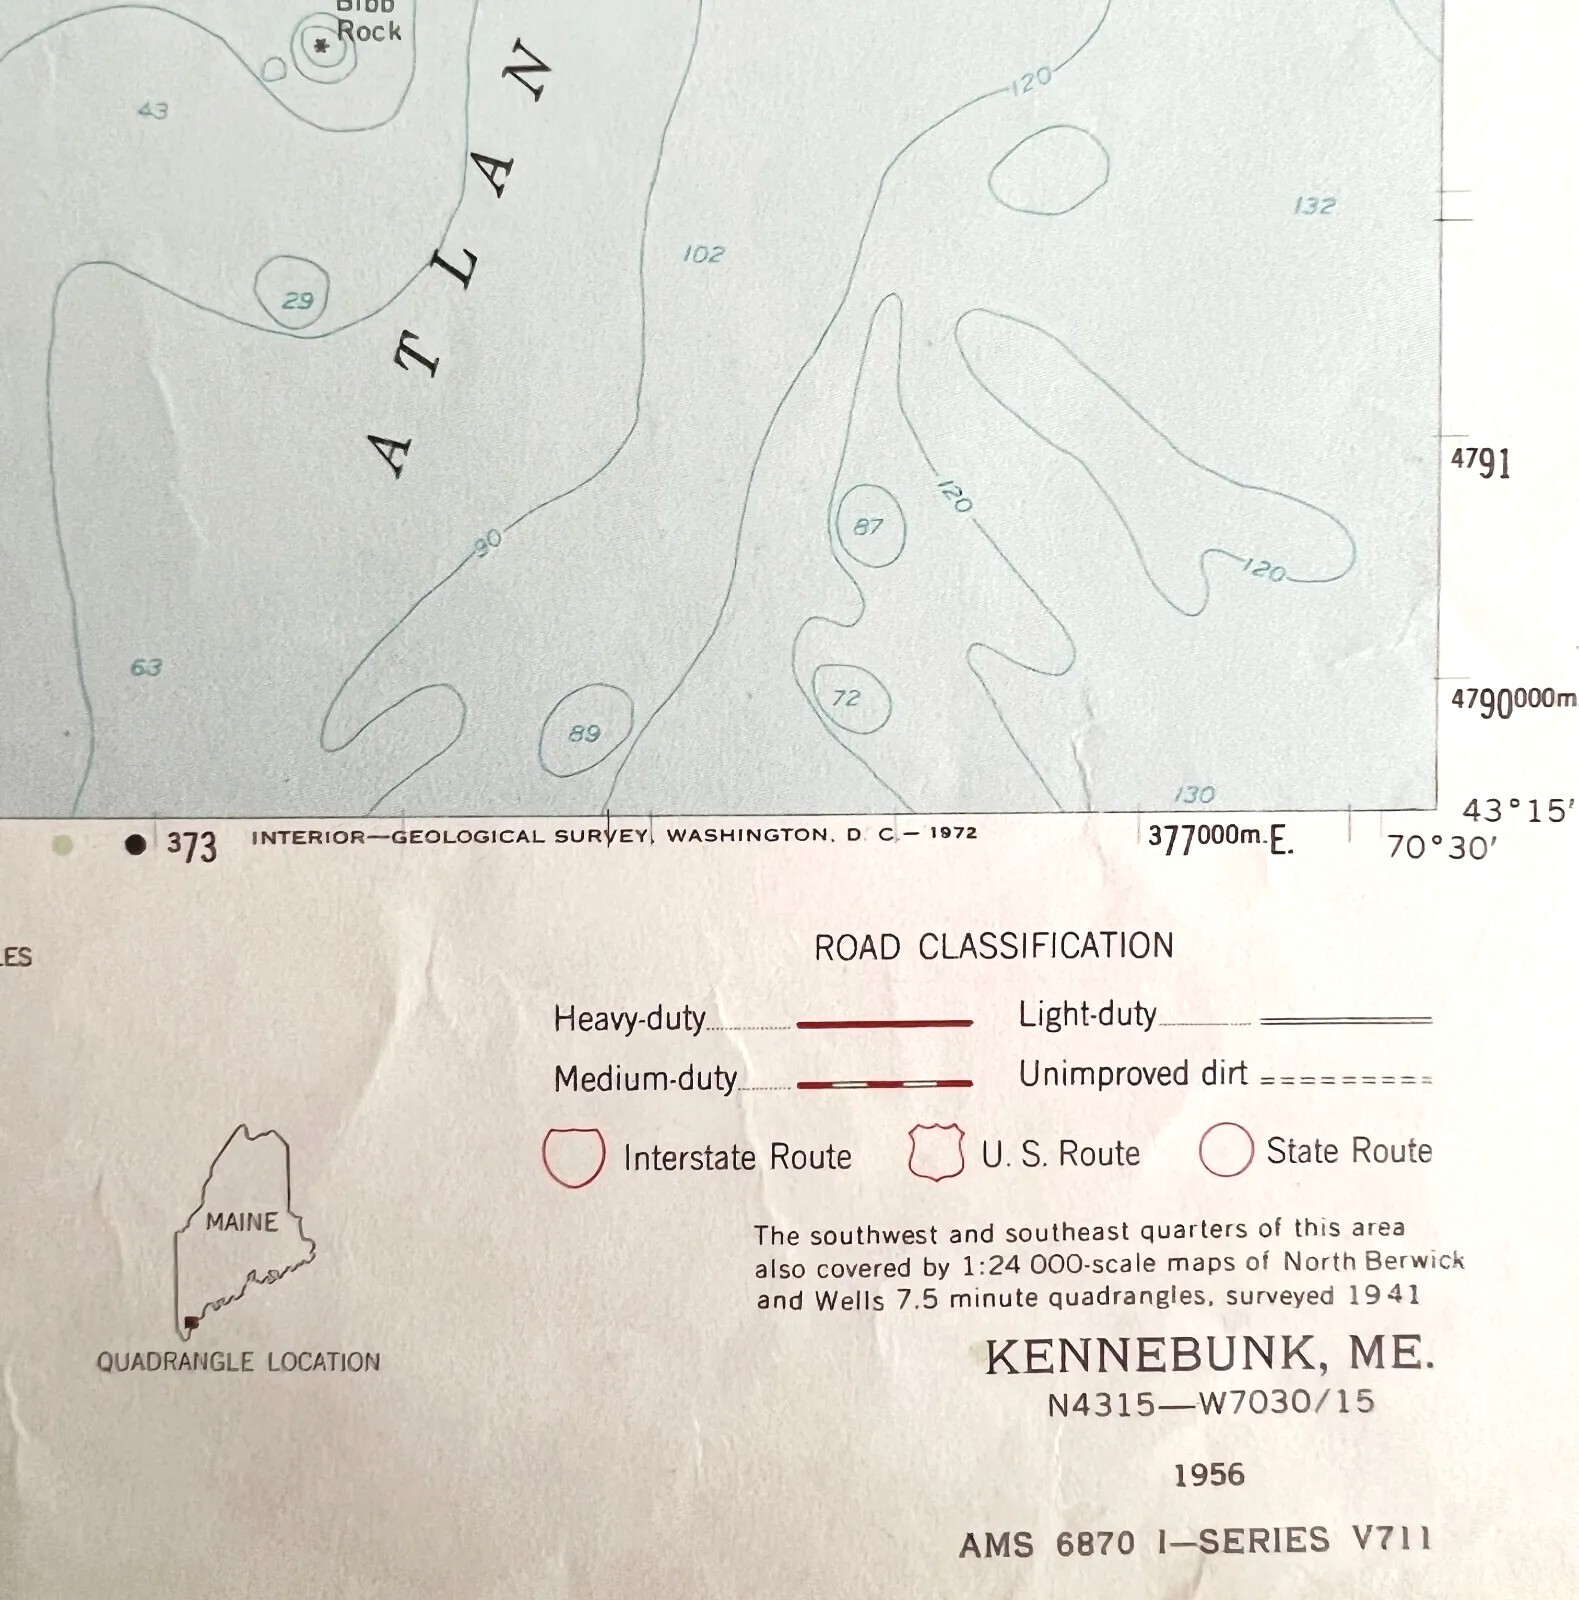 Bibb
Rock
43
120
132
102
29
ATLAN
4791
120
87
90
120
63
4790000m
72
89
130
43°15'
373 INTERIOR—GEOLOGICAL SURVEY, WASHINGTON, D. C.— 1972 377000m.E. 70°30'
ROAD CLASSIFICATION
LES
Heavy-duty Light-duty
Medium-duty Unimproved dirt
Interstate Route U. S. Route State Route
MAINE
QUADRANGLE LOCATION
The southwest and southeast quarters of this area
also covered by 1:24 000-scale maps of North Berwick
and Wells 7.5 minute quadrangles, surveyed 1941
KENNEBUNK, ME.
N4315—W7030/15
1956
AMS 6870 I—SERIES V711